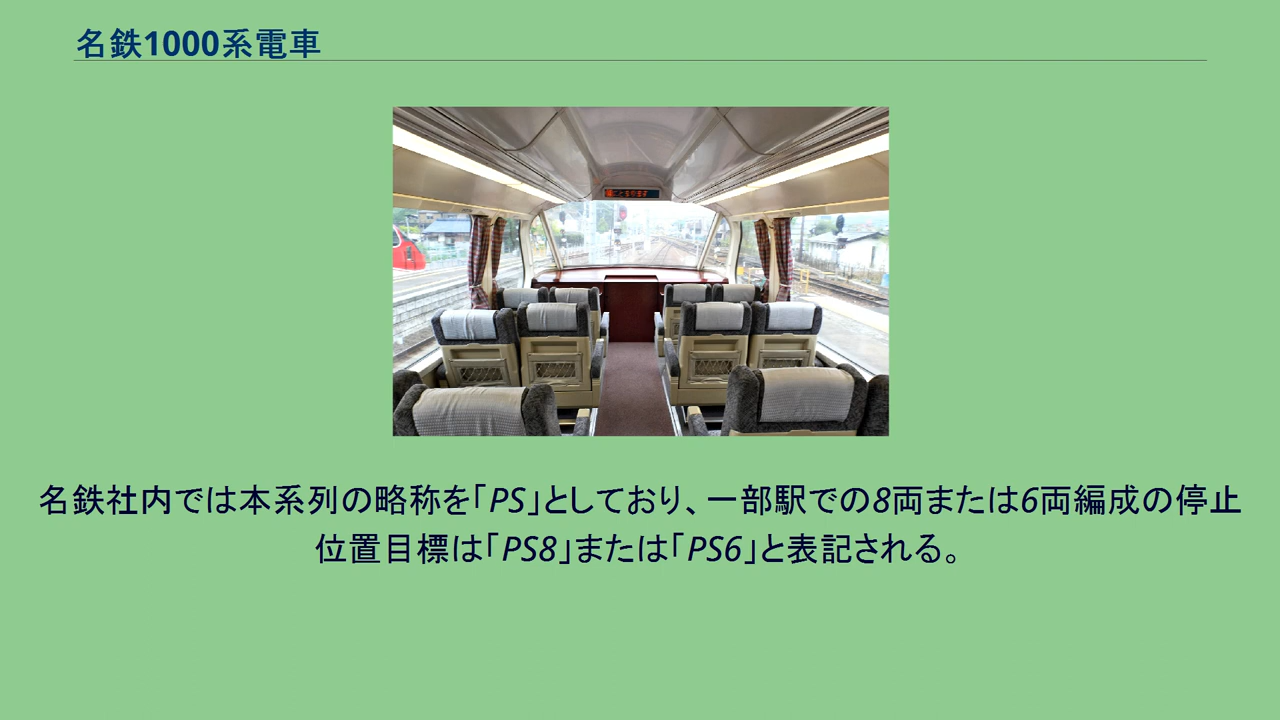 名鉄1000系電車
名鉄社内では本系列の略称を「PS」としており、一部駅での8両または6両編成の停止
位置目標は「PS8」または「PS6」と表記される。